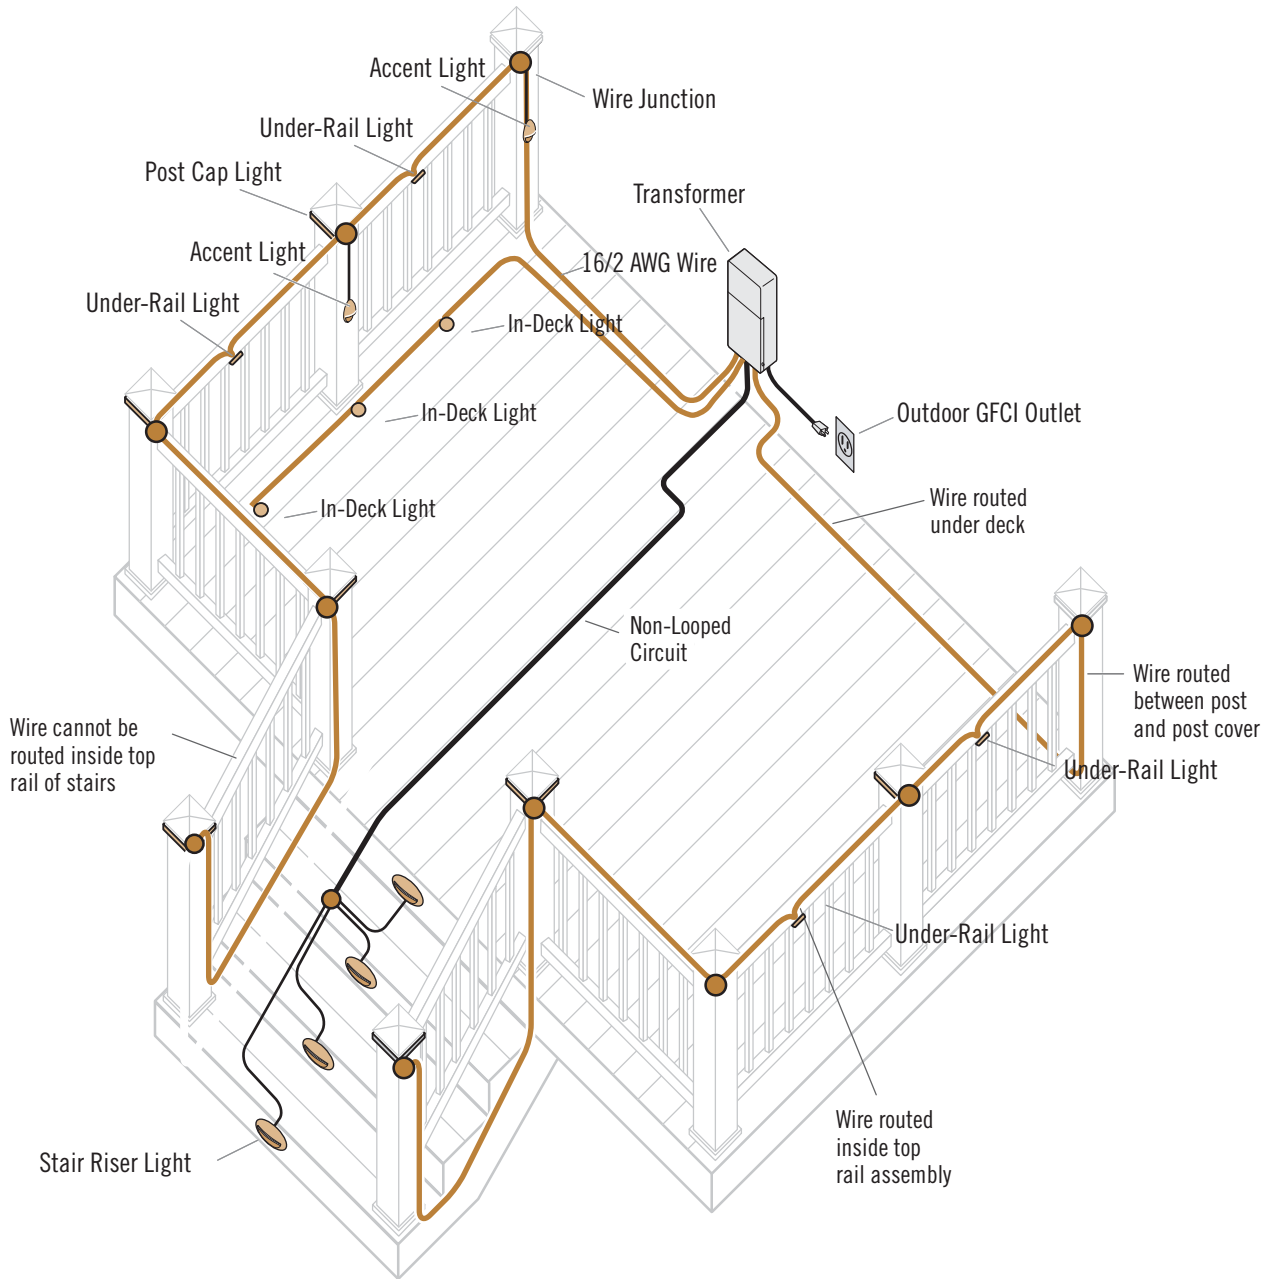 Accent Light
Wire Junction
Under-Rail Light
Post Cap Light
Transformer
Accent Light
16/2 AWG Wire
Under-Rail Light
In-Deck Light
In-Deck Light
Outdoor GFCI Outlet
In-Deck Light
Wire routed
under deck
Non-Looped
Circuit
Wire routed
between post
and post cover
Wire cannot be
routed inside top
rail of stairs
Under-Rail Light
Under-Rail Light
Wire routed
inside top
rail assembly
Stair Riser Light